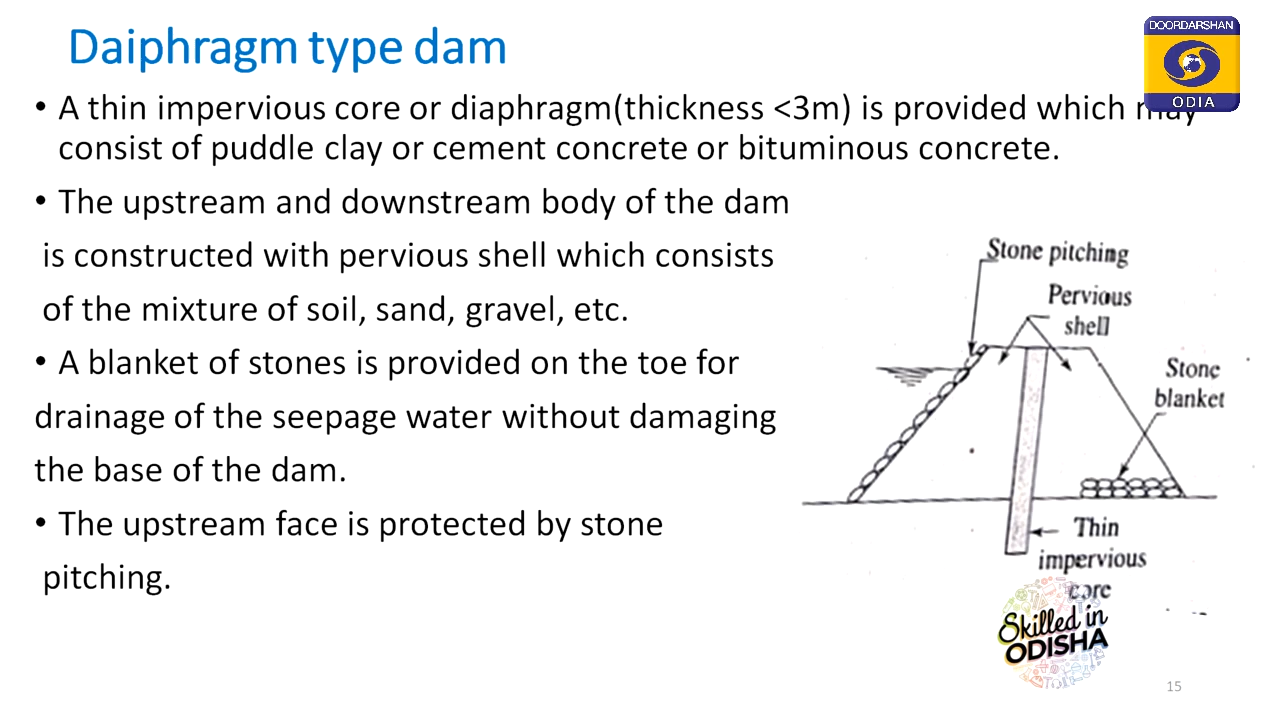 Daiphragm type dam
DOORDARSHAN
ODIA
• A thin impervious core or diaphragm(thickness <3m) is provided which may
consist of puddle clay or cement concrete or bituminous concrete.
• The upstream and downstream body of the dam
is constructed with pervious shell which consists
of the mixture of soil, sand, gravel, etc.
• A blanket of stones is provided on the toe for
drainage of the seepage water without damaging
the base of the dam.
• The upstream face is protected by stone
pitching.
Stone pitching
Pervious
shell
Stone
blanket
Thin
impervious
core
Skilled in
ODISHA
15